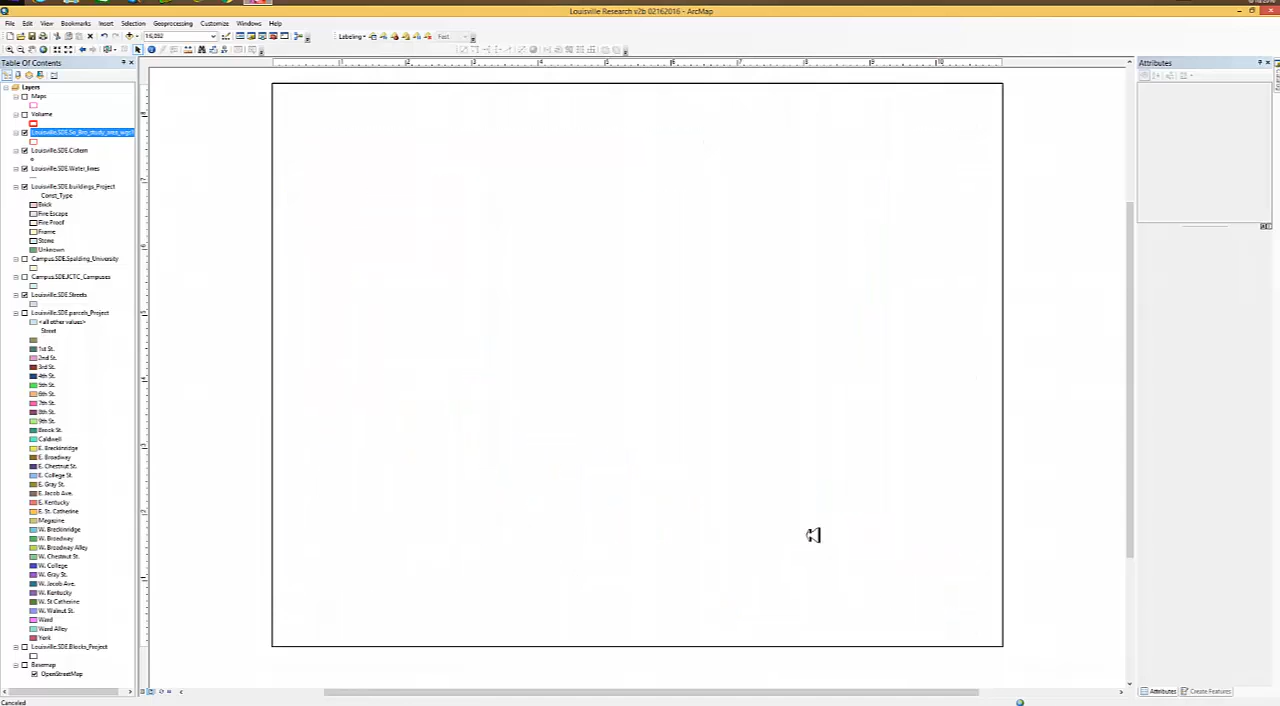 Louisville Research v2b 02162016 - ArcMap
File Edit View Bookmarks Insert Selection Geoprocessing Customize Windows Help
16,052
Labeling
Fast
Table Of Contents
Attributes
Layers
Maps
Volume
Louisville.SDE.Cistern
Louisville.SDE.Water_lines
Louisville.SDE.buildings_Project
Const_Type
Brick
Fire Escape
Fire Proof
Frame
Stone
Unknown
Campus.SDE.Spalding_University
Campus.SDE.JCTC_Campuses
Louisville.SDE.Streets
Louisville.SDE.parcels_Project
<all other values>
Street
1st St.
2nd St.
3rd St.
4th St.
5th St.
6th St.
7th St.
8th St.
9th St.
Brook St.
Caldwell
E. Breckinridge
E. Broadway
E. Chestnut St.
E. College St.
E. Gray St.
E. Jacob Ave.
E. Kentucky
E. St. Catherine
Magazine
W. Breckinridge
W. Broadway
W. Broadway Alley
W. Chestnut St.
W. College
W. Gray St.
W. Jacob Ave.
W. Kentucky
W. St Catherine
W. Walnut St.
Ward
Ward Alley
York
Louisville.SDE.Blocks_Project
Basemap
OpenStreetMap
Attributes Create Features
Canceled